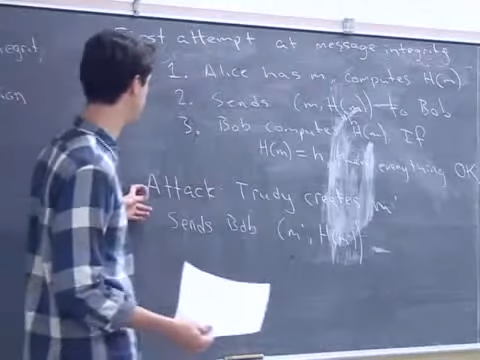 First attempt at message integrity
1. Alice has m, computes H(m)
2. Sends (m, H(m)) to Bob
3. Bob computes H(m). If
H(m) = h, everything OK
Attack: Trudy creates m'
Sends Bob (m', H(m'))